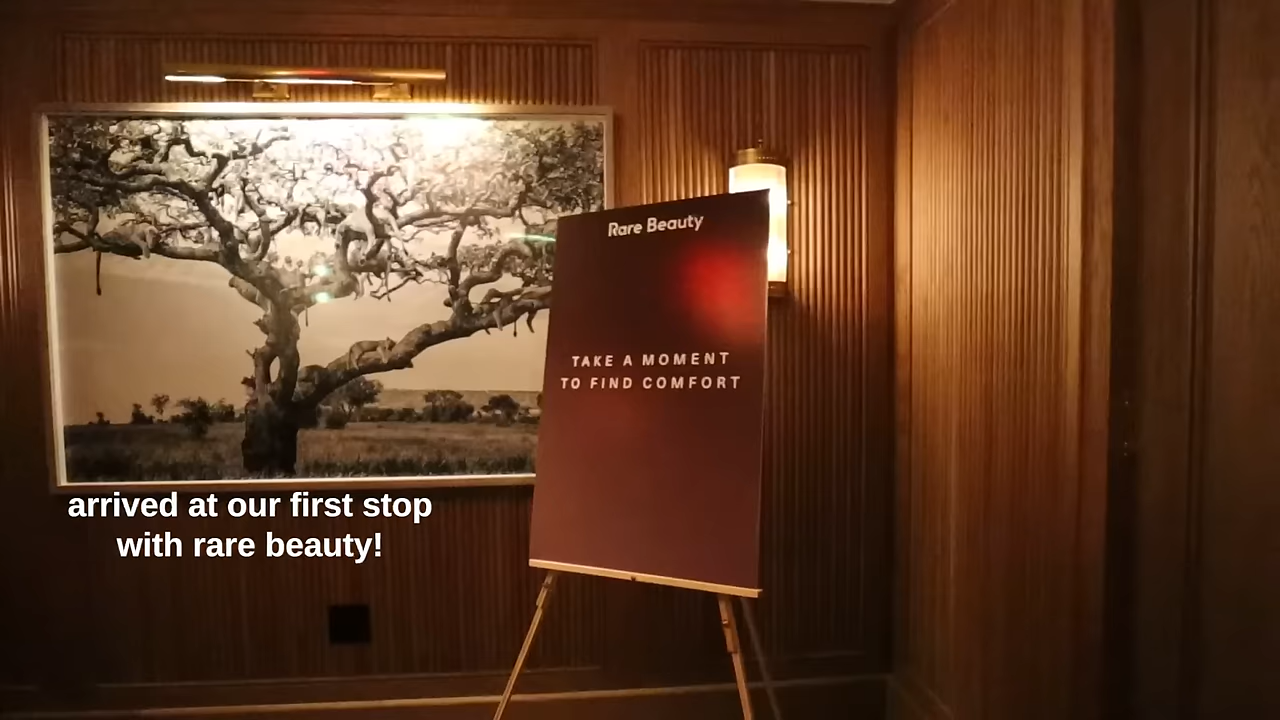 Rare Beauty
TAKE A MOMENT
TO FIND COMFORT
arrived at our first stop
with rare beauty!